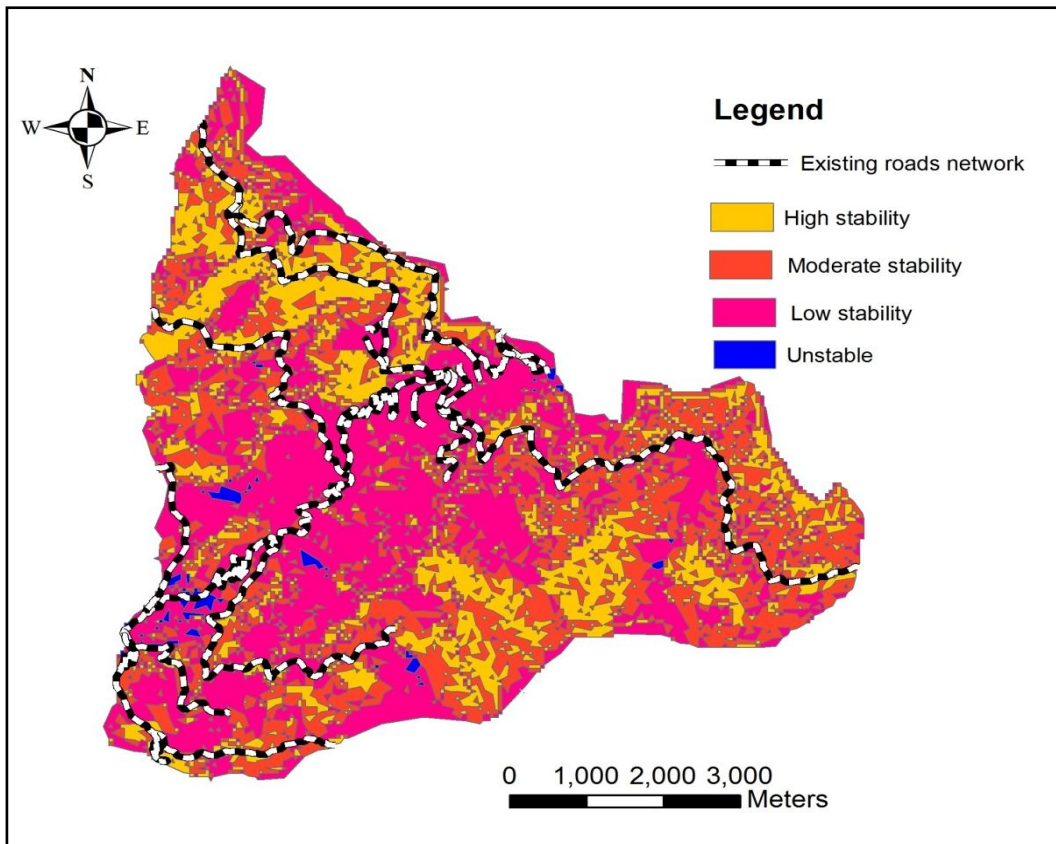 N
W E
S
Legend
Existing roads network
High stability
Moderate stability
Low stability
Unstable
0 1,000 2,000 3,000
Meters